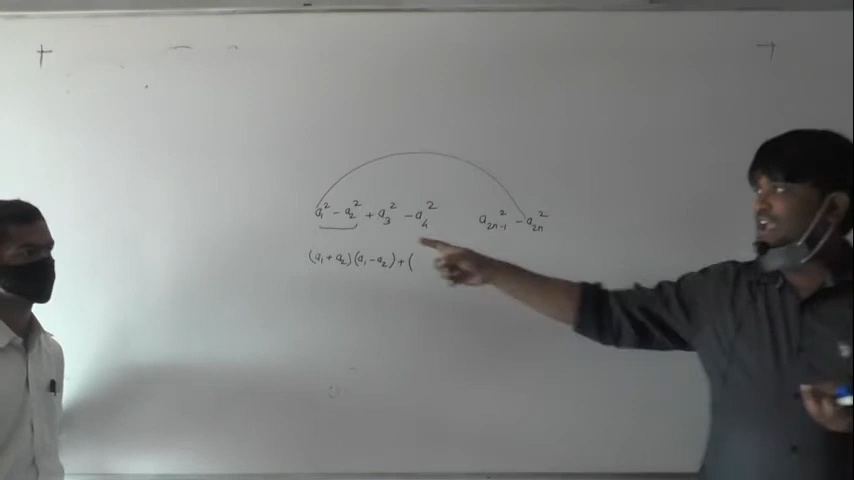 a₁² - a₂² + a₃² - a₄² a₂ₙ₋₁² - a₂ₙ²
(a₁ + a₂)(a₁ - a₂) + (